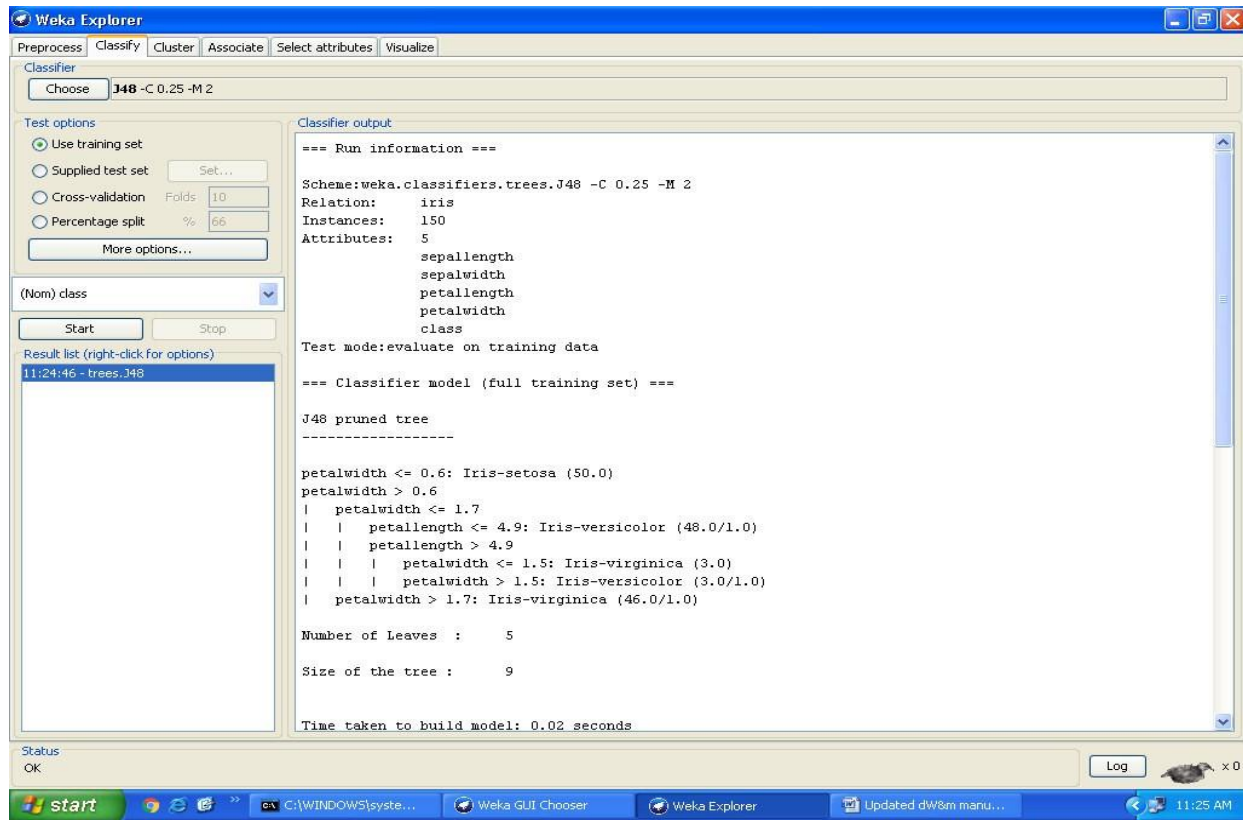 Weka Explorer
Preprocess Classify Cluster Associate Select attributes Visualize
Classifier
Choose J48 -C 0.25 -M 2
Test options
Use training set
Supplied test set Set...
Cross-validation Folds 10
Percentage split % 66
More options...
(Nom) class
Start Stop
Result list (right-click for options)
11:24:46 - trees.J48
Classifier output
=== Run information ===
Scheme:weka.classifiers.trees.J48 -C 0.25 -M 2
Relation: iris
Instances: 150
Attributes: 5
sepallength
sepalwidth
petallength
petalwidth
class
Test mode:evaluate on training data
=== Classifier model (full training set) ===
J48 pruned tree
------------------
petalwidth <= 0.6: Iris-setosa (50.0)
petalwidth > 0.6
| petalwidth <= 1.7
| | petallength <= 4.9: Iris-versicolor (48.0/1.0)
| | petallength > 4.9
| | | petalwidth <= 1.5: Iris-virginica (3.0)
| | | petalwidth > 1.5: Iris-versicolor (3.0/1.0)
| petalwidth > 1.7: Iris-virginica (46.0/1.0)
Number of Leaves : 5
Size of the tree : 9
Time taken to build model: 0.02 seconds
Status
OK
Log x 0
start C:\WINDOWS\syste... Weka GUI Chooser Weka Explorer Updated dW&m manu... 11:25 AM